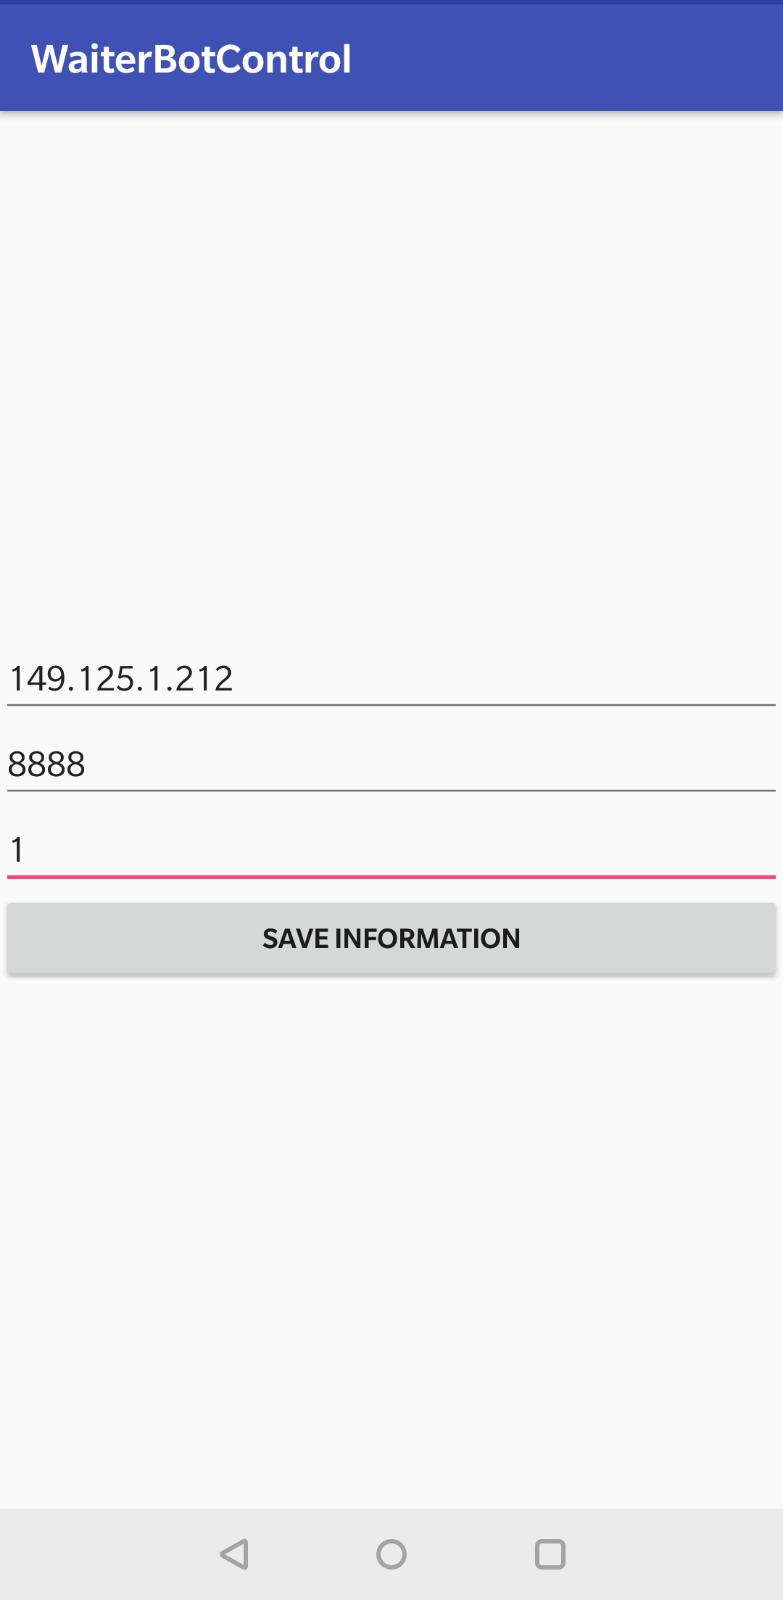 WaiterBotControl
149.125.1.212
8888
1
SAVE INFORMATION